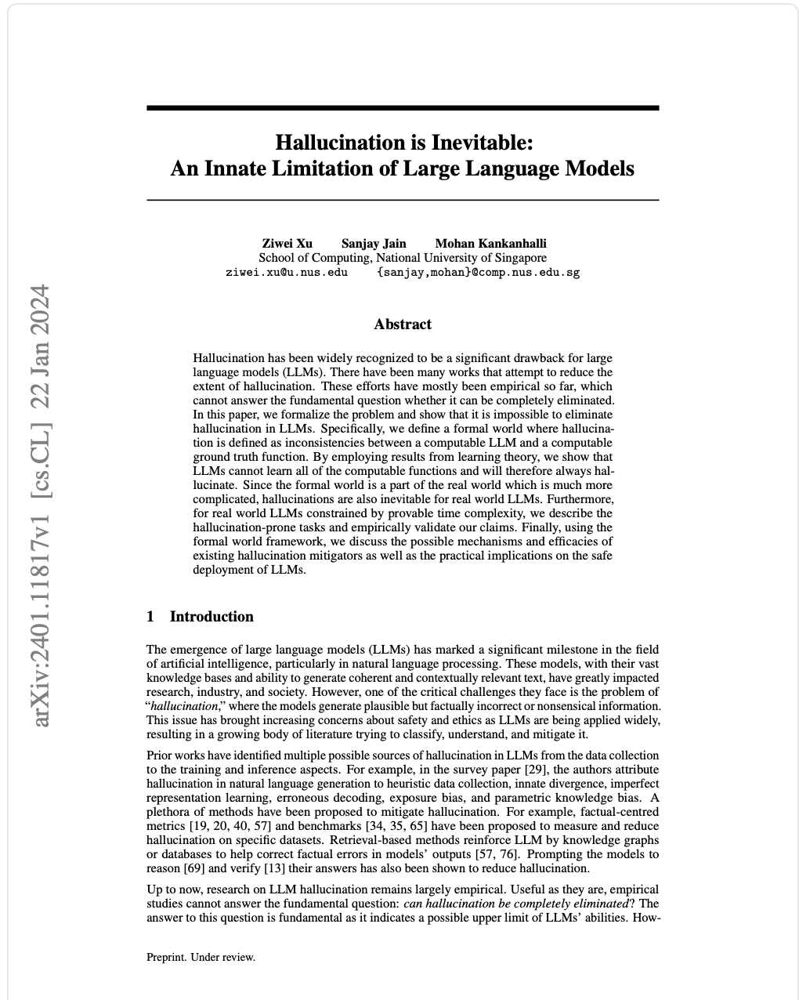 Hallucination is Inevitable:
An Innate Limitation of Large Language Models
Ziwei Xu Sanjay Jain Mohan Kankanhalli
School of Computing, National University of Singapore
ziwei.xu@u.nus.edu {sanjay,mohan}@comp.nus.edu.sg
arXiv:2401.11817v1 [cs.CL] 22 Jan 2024
Abstract
Hallucination has been widely recognized to be a significant drawback for large
language models (LLMs). There have been many works that attempt to reduce the
extent of hallucination. These efforts have mostly been empirical so far, which
cannot answer the fundamental question whether it can be completely eliminated.
In this paper, we formalize the problem and show that it is impossible to eliminate
hallucination in LLMs. Specifically, we define a formal world where hallucina-
tion is defined as inconsistencies between a computable LLM and a computable
ground truth function. By employing results from learning theory, we show that
LLMs cannot learn all of the computable functions and will therefore always hal-
lucinate. Since the formal world is a part of the real world which is much more
complicated, hallucinations are also inevitable for real world LLMs. Furthermore,
for real world LLMs constrained by provable time complexity, we describe the
hallucination-prone tasks and empirically validate our claims. Finally, using the
formal world framework, we discuss the possible mechanisms and efficacies of
existing hallucination mitigators as well as the practical implications on the safe
deployment of LLMs.
1 Introduction
The emergence of large language models (LLMs) has marked a significant milestone in the field
of artificial intelligence, particularly in natural language processing. These models, with their vast
knowledge bases and ability to generate coherent and contextually relevant text, have greatly impacted
research, industry, and society. However, one of the critical challenges they face is the problem of
“hallucination,” where the models generate plausible but factually incorrect or nonsensical information.
This issue has brought increasing concerns about safety and ethics as LLMs are being applied widely,
resulting in a growing body of literature trying to classify, understand, and mitigate it.
Prior works have identified multiple possible sources of hallucination in LLMs from the data collection
to the training and inference aspects. For example, in the survey paper [29], the authors attribute
hallucination in natural language generation to heuristic data collection, innate divergence, imperfect
representation learning, erroneous decoding, exposure bias, and parametric knowledge bias. A
plethora of methods have been proposed to mitigate hallucination. For example, factual-centred
metrics [19, 20, 40, 57] and benchmarks [34, 35, 65] have been proposed to measure and reduce
hallucination on specific datasets. Retrieval-based methods reinforce LLM by knowledge graphs
or databases to help correct factual errors in models’ outputs [57, 76]. Prompting the models to
reason [69] and verify [13] their answers has also been shown to reduce hallucination.
Up to now, research on LLM hallucination remains largely empirical. Useful as they are, empirical
studies cannot answer the fundamental question: can hallucination be completely eliminated? The
answer to this question is fundamental as it indicates a possible upper limit of LLMs’ abilities. How-
Preprint. Under review.